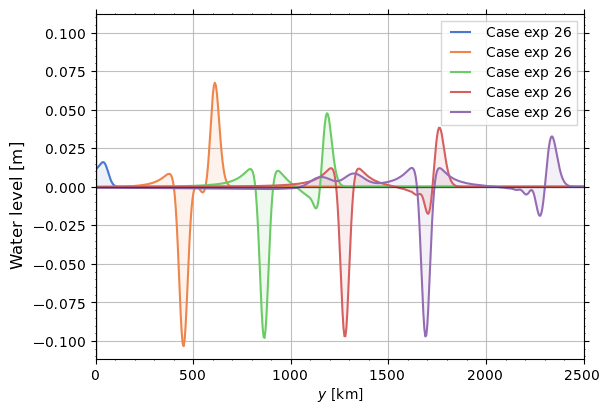 0.100
0.075
0.050
0.025
0.000
−0.025
−0.050
−0.075
−0.100
Water level [m]
Case exp 26
Case exp 26
Case exp 26
Case exp 26
Case exp 26
0 500 1000 1500 2000 2500
y [km]